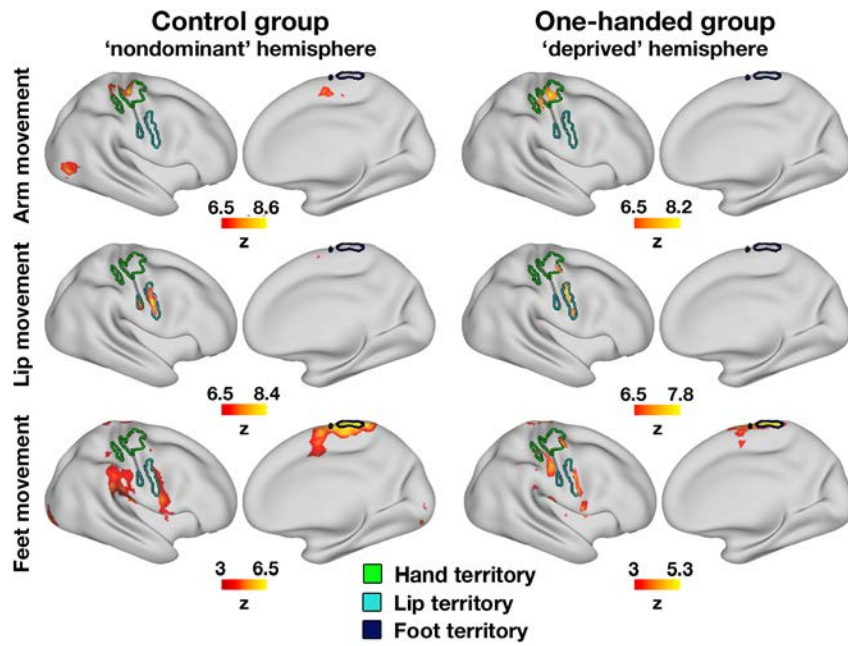 Control group
'nondominant' hemisphere
One-handed group
'deprived' hemisphere
Arm movement
6.5 8.6
z
6.5 8.2
z
Lip movement
6.5 8.4
z
6.5 7.8
z
Feet movement
3 6.5
z
3 5.3
z
Hand territory
Lip territory
Foot territory